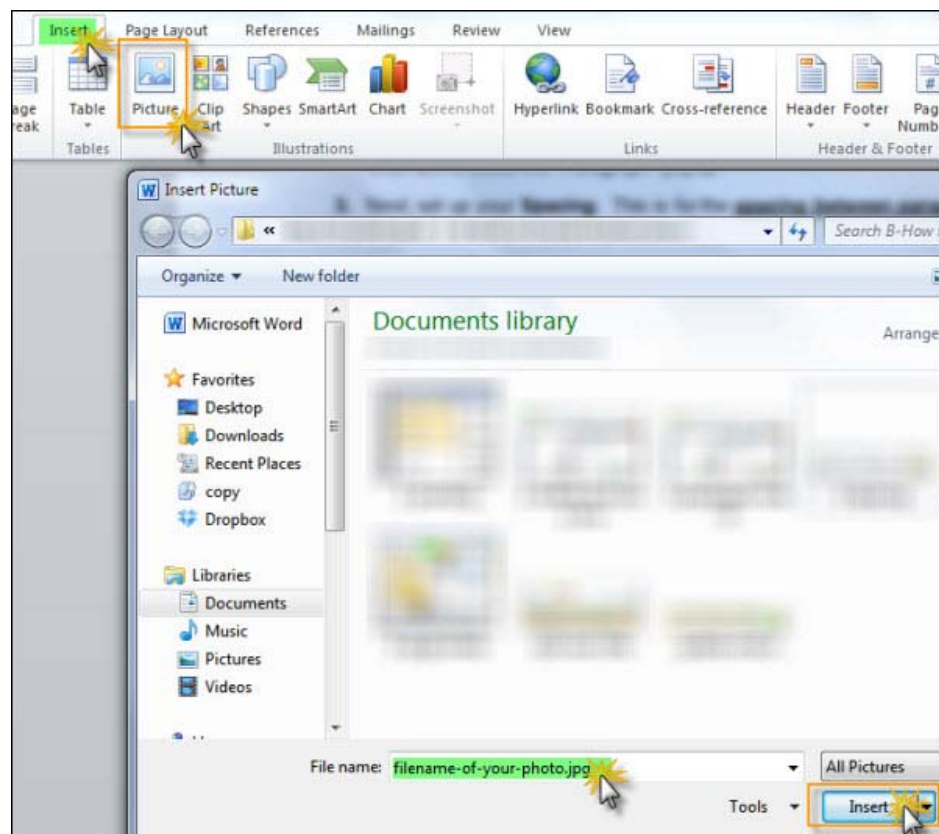 Insert Page Layout References Mailings Review View
Table Picture Clip Art Shapes SmartArt Chart Screenshot Hyperlink Bookmark Cross-reference Header Footer
Tables Illustrations Links Header & Footer
Insert Picture
« Search B-How
Organize New folder
Microsoft Word
Documents library
Arrange
Favorites
Desktop
Downloads
Recent Places
copy
Dropbox
Libraries
Documents
Music
Pictures
Videos
File name: filename-of-your-photo.jpg All Pictures
Tools Insert